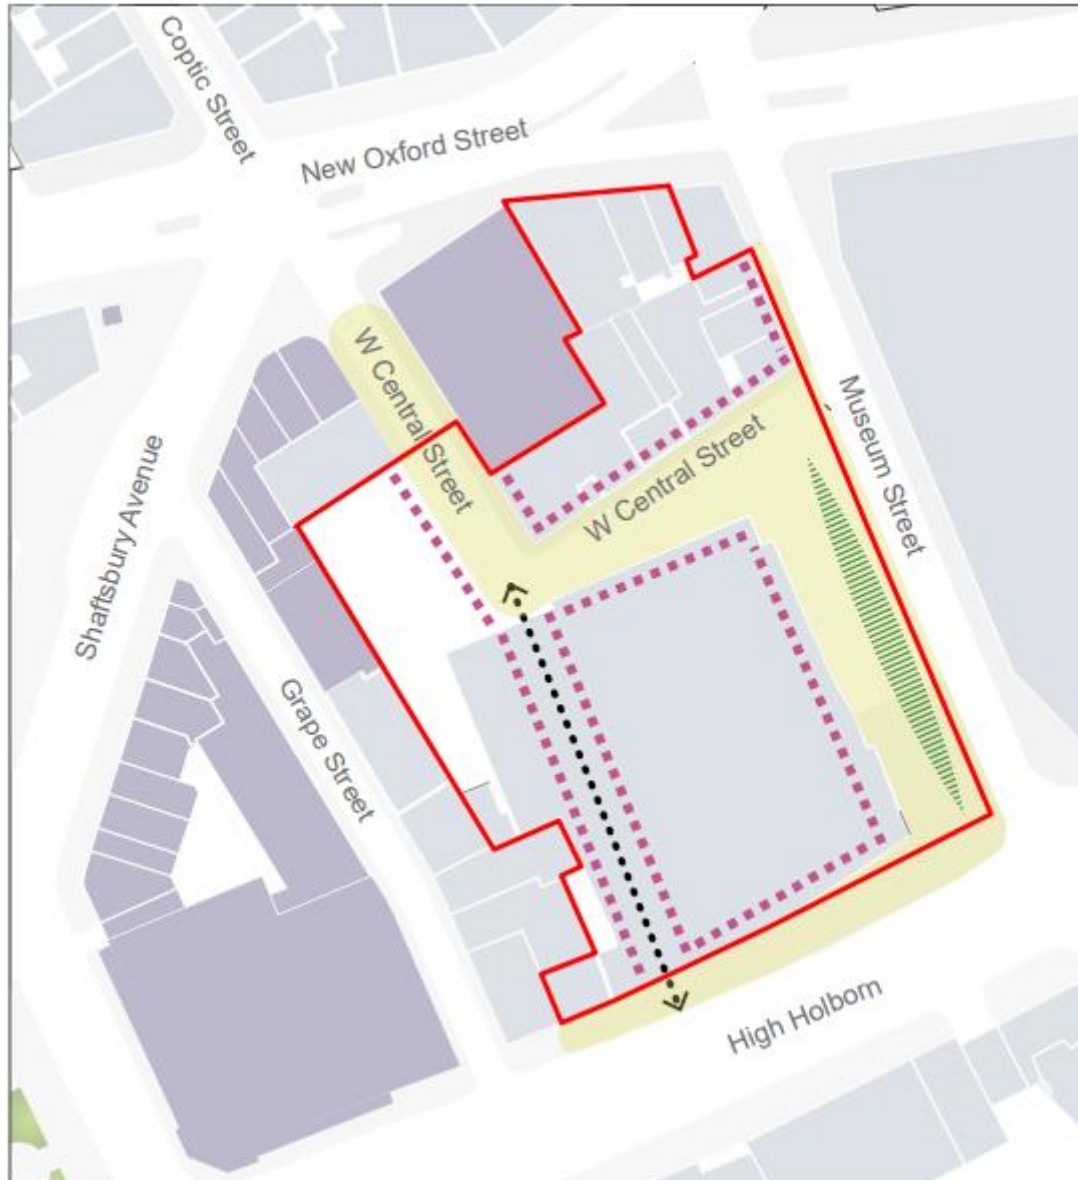 Coptic Street
New Oxford Street
W Central Street
W Central Street
Museum Street
Shaftsbury Avenue
Grape Street
High Holborn